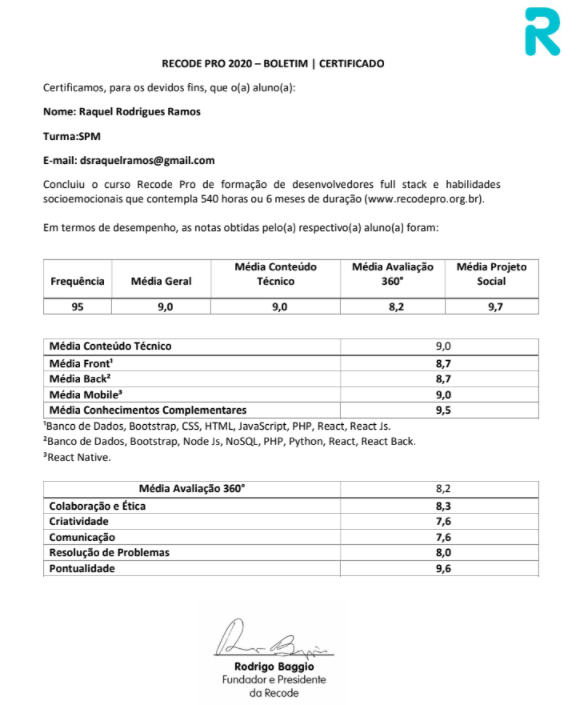 RECODE PRO 2020 – BOLETIM | CERTIFICADO
Certificamos, para os devidos fins, que o(a) aluno(a):
Nome: Raquel Rodrigues Ramos
Turma:SPM
E-mail: dsraquelramos@gmail.com
Concluiu o curso Recode Pro de formação de desenvolvedores full stack e habilidades
socioemocionais que contempla 540 horas ou 6 meses de duração (www.recodepro.org.br).
Em termos de desempenho, as notas obtidas pelo(a) respectivo(a) aluno(a) foram:
Frequência Média Geral Média Conteúdo Técnico Média Avaliação 360° Média Projeto Social
95 9,0 9,0 8,2 9,7
Média Conteúdo Técnico 9,0
Média Front¹ 8,7
Média Back² 8,7
Média Mobile³ 9,0
Média Conhecimentos Complementares 9,5
¹Banco de Dados, Bootstrap, CSS, HTML, JavaScript, PHP, React, React Js.
²Banco de Dados, Bootstrap, Node Js, NoSQL, PHP, Python, React, React Back.
³React Native.
Média Avaliação 360° 8,2
Colaboração e Ética 8,3
Criatividade 7,6
Comunicação 7,6
Resolução de Problemas 8,0
Pontualidade 9,6
Rodrigo Baggio
Fundador e Presidente
da Recode